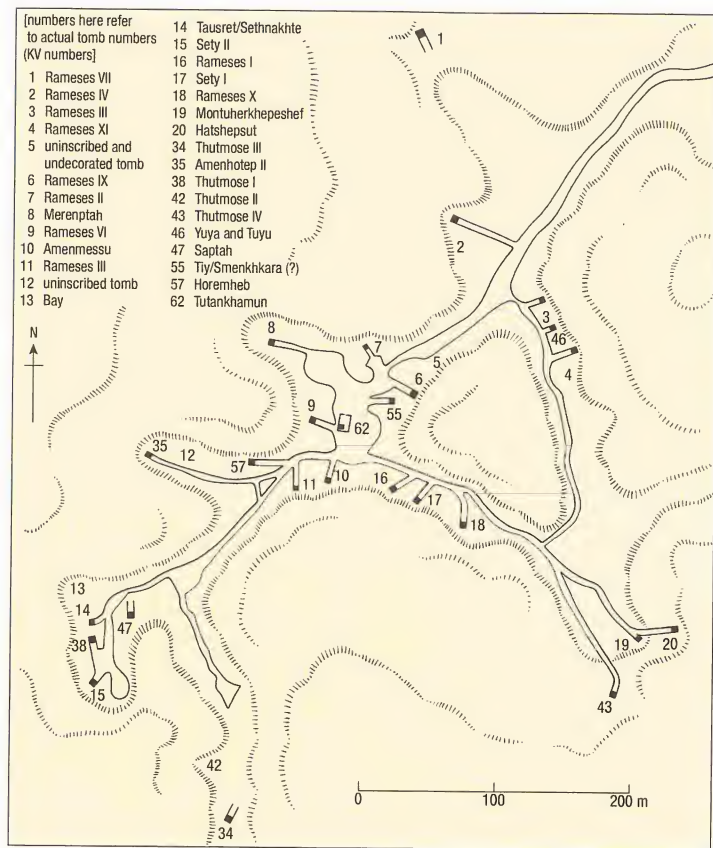 [numbers here refer
to actual tomb numbers
(KV numbers]
1 Rameses VII
2 Rameses IV
3 Rameses III
4 Rameses XI
5 uninscribed and
undecorated tomb
6 Rameses IX
7 Rameses II
8 Merenptah
9 Rameses VI
10 Amenmessu
11 Rameses III
12 uninscribed tomb
13 Bay
14 Tausret/Sethnakhte
15 Sety II
16 Rameses I
17 Sety I
18 Rameses X
19 Montuherkhepeshef
20 Hatshepsut
34 Thutmose III
35 Amenhotep II
38 Thutmose I
42 Thutmose II
43 Thutmose IV
46 Yuya and Tuyu
47 Saptah
55 Tiy/Smenkhkara (?)
57 Horemheb
62 Tutankhamun
1
2
N
3
46
8
7
5
4
6
55
9
62
35
12
57
11
10
16
17
18
13
14
47
38
15
19
20
43
42
34
0
100
200 m